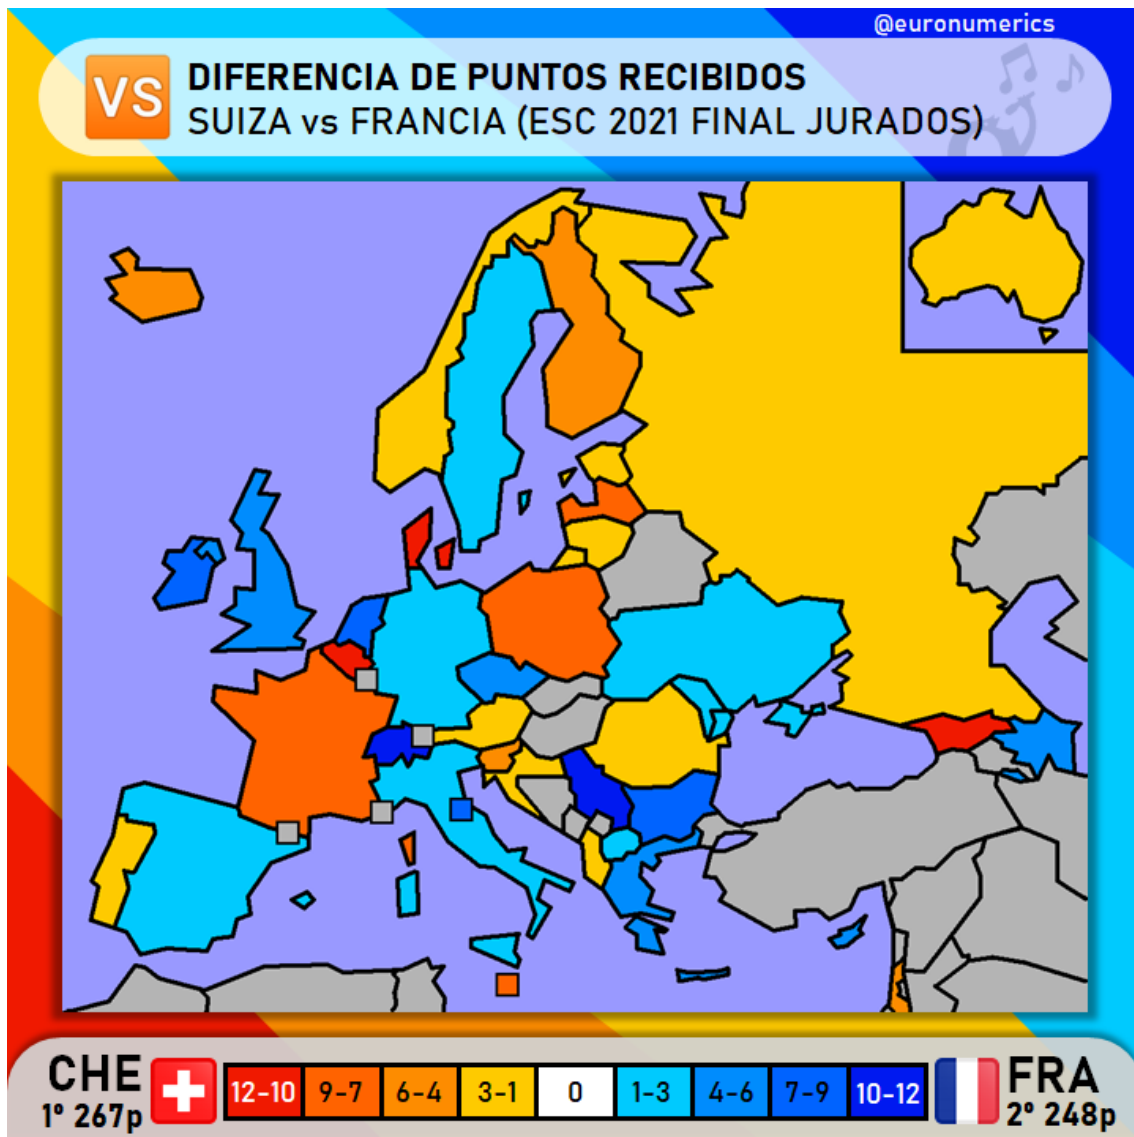 @euronumerics
VS
DIFERENCIA DE PUNTOS RECIBIDOS
SUIZA vs FRANCIA (ESC 2021 FINAL JURADOS)
CHE
1º 267p
12-10
9-7
6-4
3-1
0
1-3
4-6
7-9
10-12
FRA
2º 248p